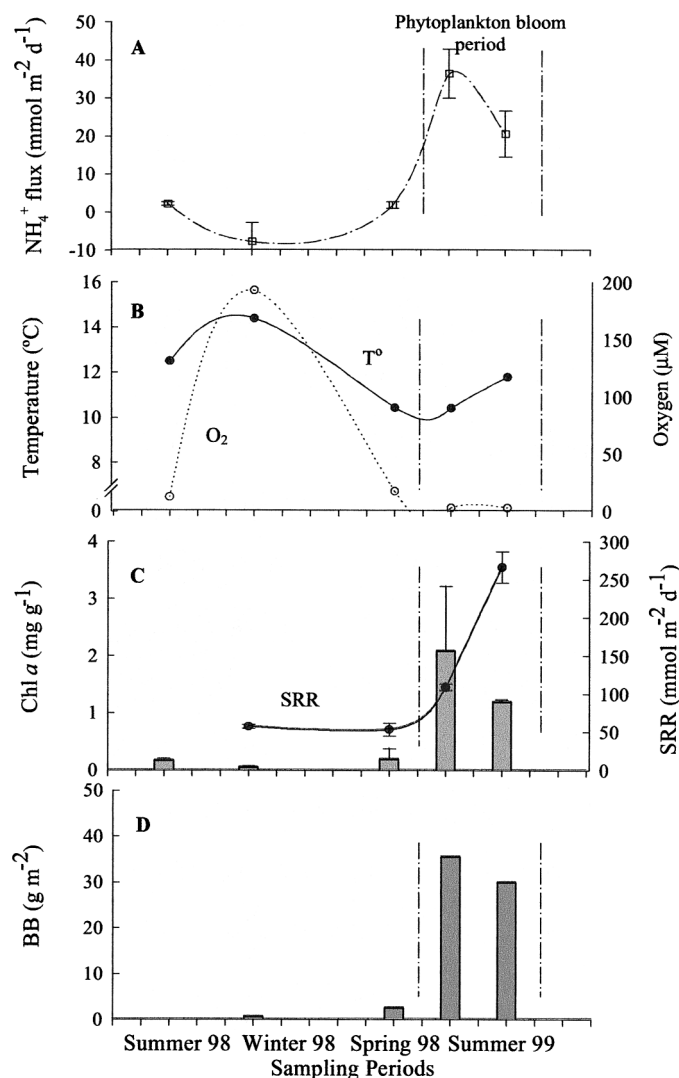 Phytoplankton bloom
period
A
NH₄⁺ flux (mmol m⁻² d⁻¹)
50
40
30
20
10
0
-10
B
Temperature (ºC)
16
14
12
10
8
0
Tº
O₂
Oxygen (µM)
200
150
100
50
0
C
Chl a (mg g⁻¹)
4
3
2
1
0
SRR
SRR (mmol m⁻² d⁻¹)
300
250
200
150
100
50
0
D
BB (g m⁻²)
50
40
30
20
10
0
Summer 98 Winter 98 Spring 98 Summer 99
Sampling Periods